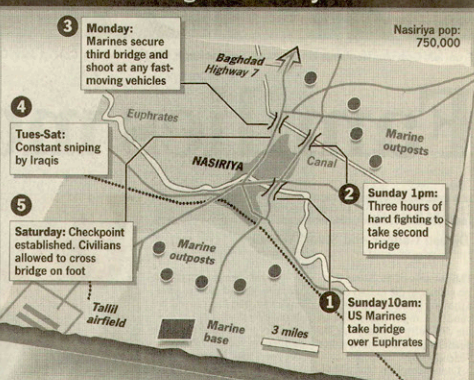 Nasiriya pop:
750,000
3
Monday:
Marines secure
third bridge and
shoot at any fast-
moving vehicles
Baghdad
Highway 7
Euphrates
4
Tues-Sat:
Constant sniping
by Iraqis
NASIRIYA
Canal
Marine
outposts
2
Sunday 1pm:
Three hours of
hard fighting to
take second
bridge
5
Saturday: Checkpoint
established. Civilians
allowed to cross
bridge on foot
Marine
outposts
Tallil
airfield
Marine
base
3 miles
1
Sunday10am:
US Marines
take bridge
over Euphrates